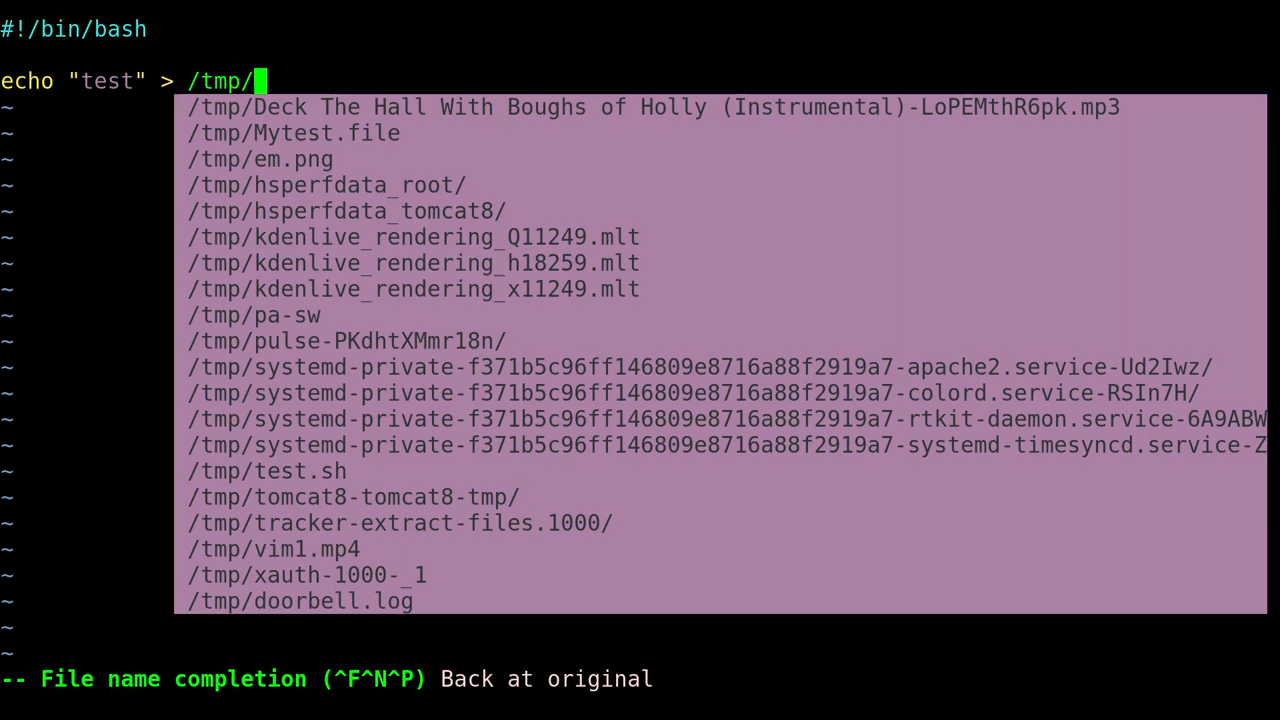 #!/bin/bash
echo "test" > /tmp/
~ /tmp/Deck The Hall With Boughs of Holly (Instrumental)-LoPEMthR6pk.mp3
~ /tmp/Mytest.file
~ /tmp/em.png
~ /tmp/hsperfdata_root/
~ /tmp/hsperfdata_tomcat8/
~ /tmp/kdenlive_rendering_Q11249.mlt
~ /tmp/kdenlive_rendering_h18259.mlt
~ /tmp/kdenlive_rendering_x11249.mlt
~ /tmp/pa-sw
~ /tmp/pulse-PKdhtXMmr18n/
~ /tmp/systemd-private-f371b5c96ff146809e8716a88f2919a7-apache2.service-Ud2Iwz/
~ /tmp/systemd-private-f371b5c96ff146809e8716a88f2919a7-colord.service-RSIn7H/
~ /tmp/systemd-private-f371b5c96ff146809e8716a88f2919a7-rtkit-daemon.service-6A9ABW
~ /tmp/systemd-private-f371b5c96ff146809e8716a88f2919a7-systemd-timesyncd.service-Z
~ /tmp/test.sh
~ /tmp/tomcat8-tomcat8-tmp/
~ /tmp/tracker-extract-files.1000/
~ /tmp/vim1.mp4
~ /tmp/xauth-1000-_1
~ /tmp/doorbell.log
~
~
-- File name completion (^F^N^P) Back at original